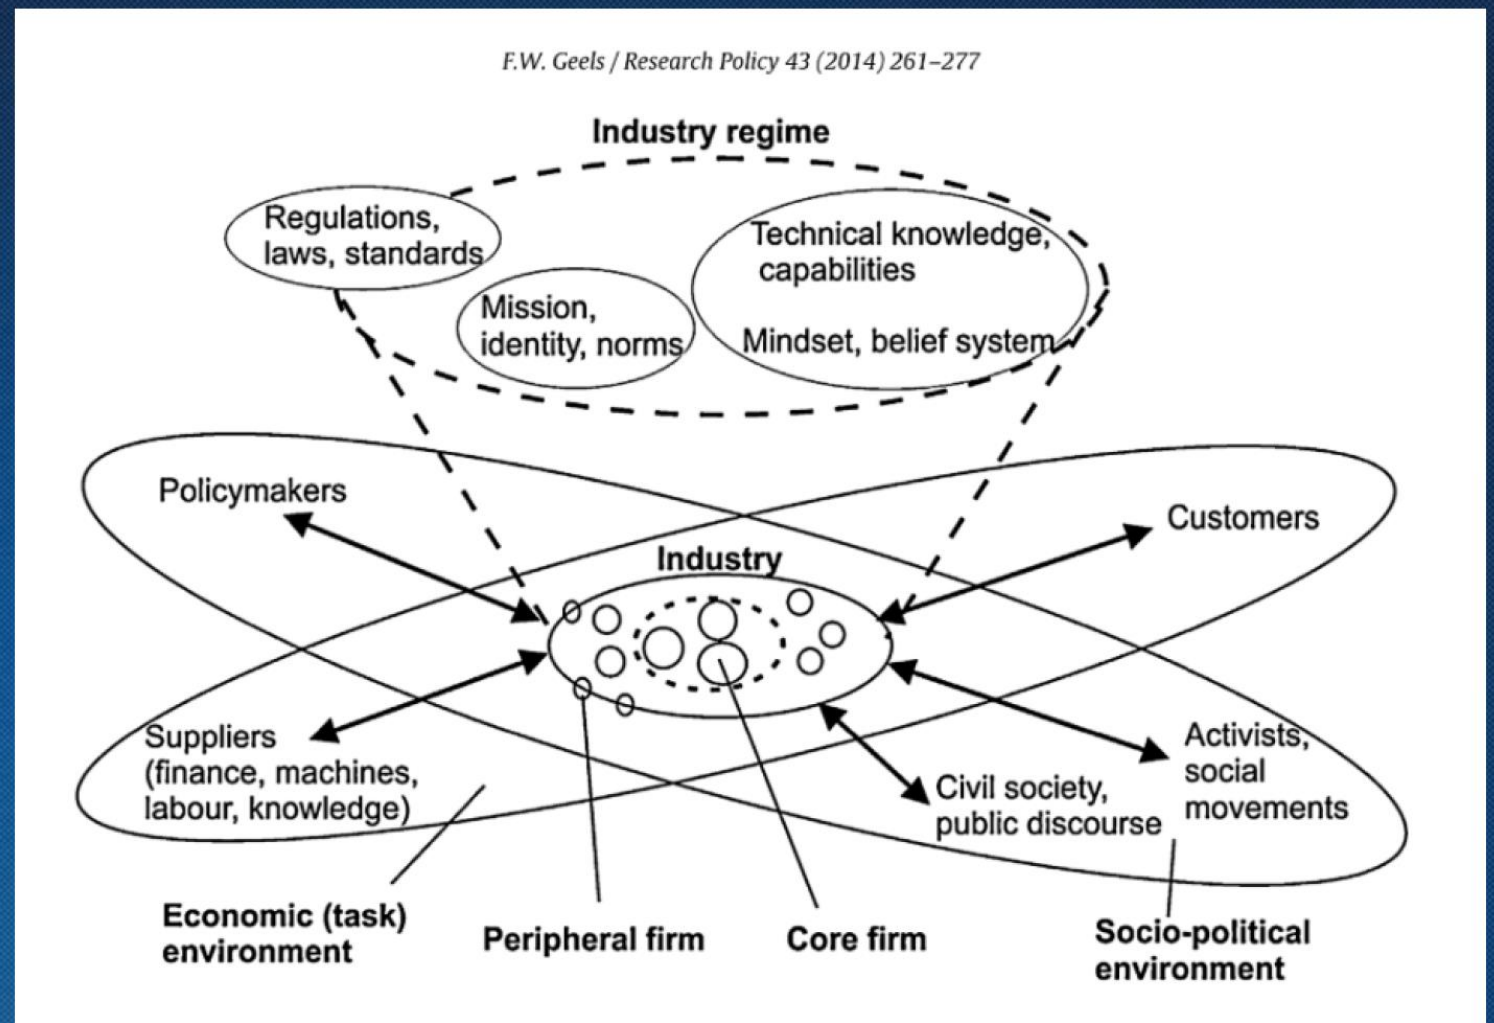 F.W. Geels / Research Policy 43 (2014) 261–277
Industry regime
Regulations,
laws, standards
Technical knowledge,
capabilities
Mission,
identity, norms
Mindset, belief system
Policymakers
Customers
Industry
Suppliers
(finance, machines,
labour, knowledge)
Activists,
social
movements
Civil society,
public discourse
Economic (task)
environment
Peripheral firm
Core firm
Socio-political
environment